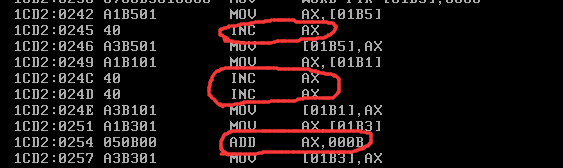 1CD2:0242 A1B501 MOV AX,[01B5]
1CD2:0245 40 INC AX
1CD2:0246 A3B501 MOV [01B5],AX
1CD2:0249 A1B101 MOV AX,[01B1]
1CD2:024C 40 INC AX
1CD2:024D 40 INC AX
1CD2:024E A3B101 MOV [01B1],AX
1CD2:0251 A1B301 MOV AX,[01B3]
1CD2:0254 050B00 ADD AX,000B
1CD2:0257 A3B301 MOV [01B3],AX